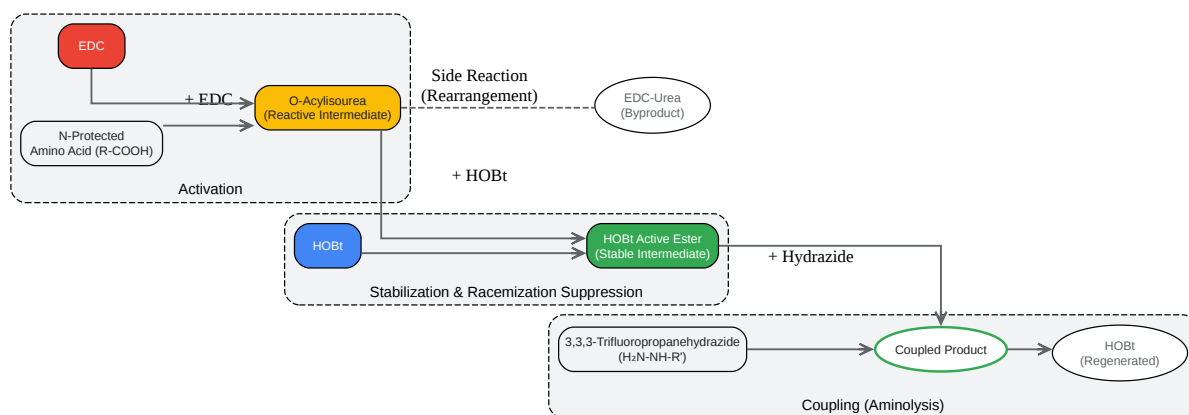 EDC
+ EDC
O-Acylisourea
(Reactive Intermediate)
Side Reaction
(Rearrangement)
EDC-Urea
(Byproduct)
N-Protected
Amino Acid (R-COOH)
Activation
+ HOBt
HOBt
HOBt Active Ester
(Stable Intermediate)
+ Hydrazide
Stabilization & Racemization Suppression
3,3,3-Trifluoropropanehydrazide
(H₂N-NH-R')
Coupled Product
HOBt
(Regenerated)
Coupling (Aminolysis)